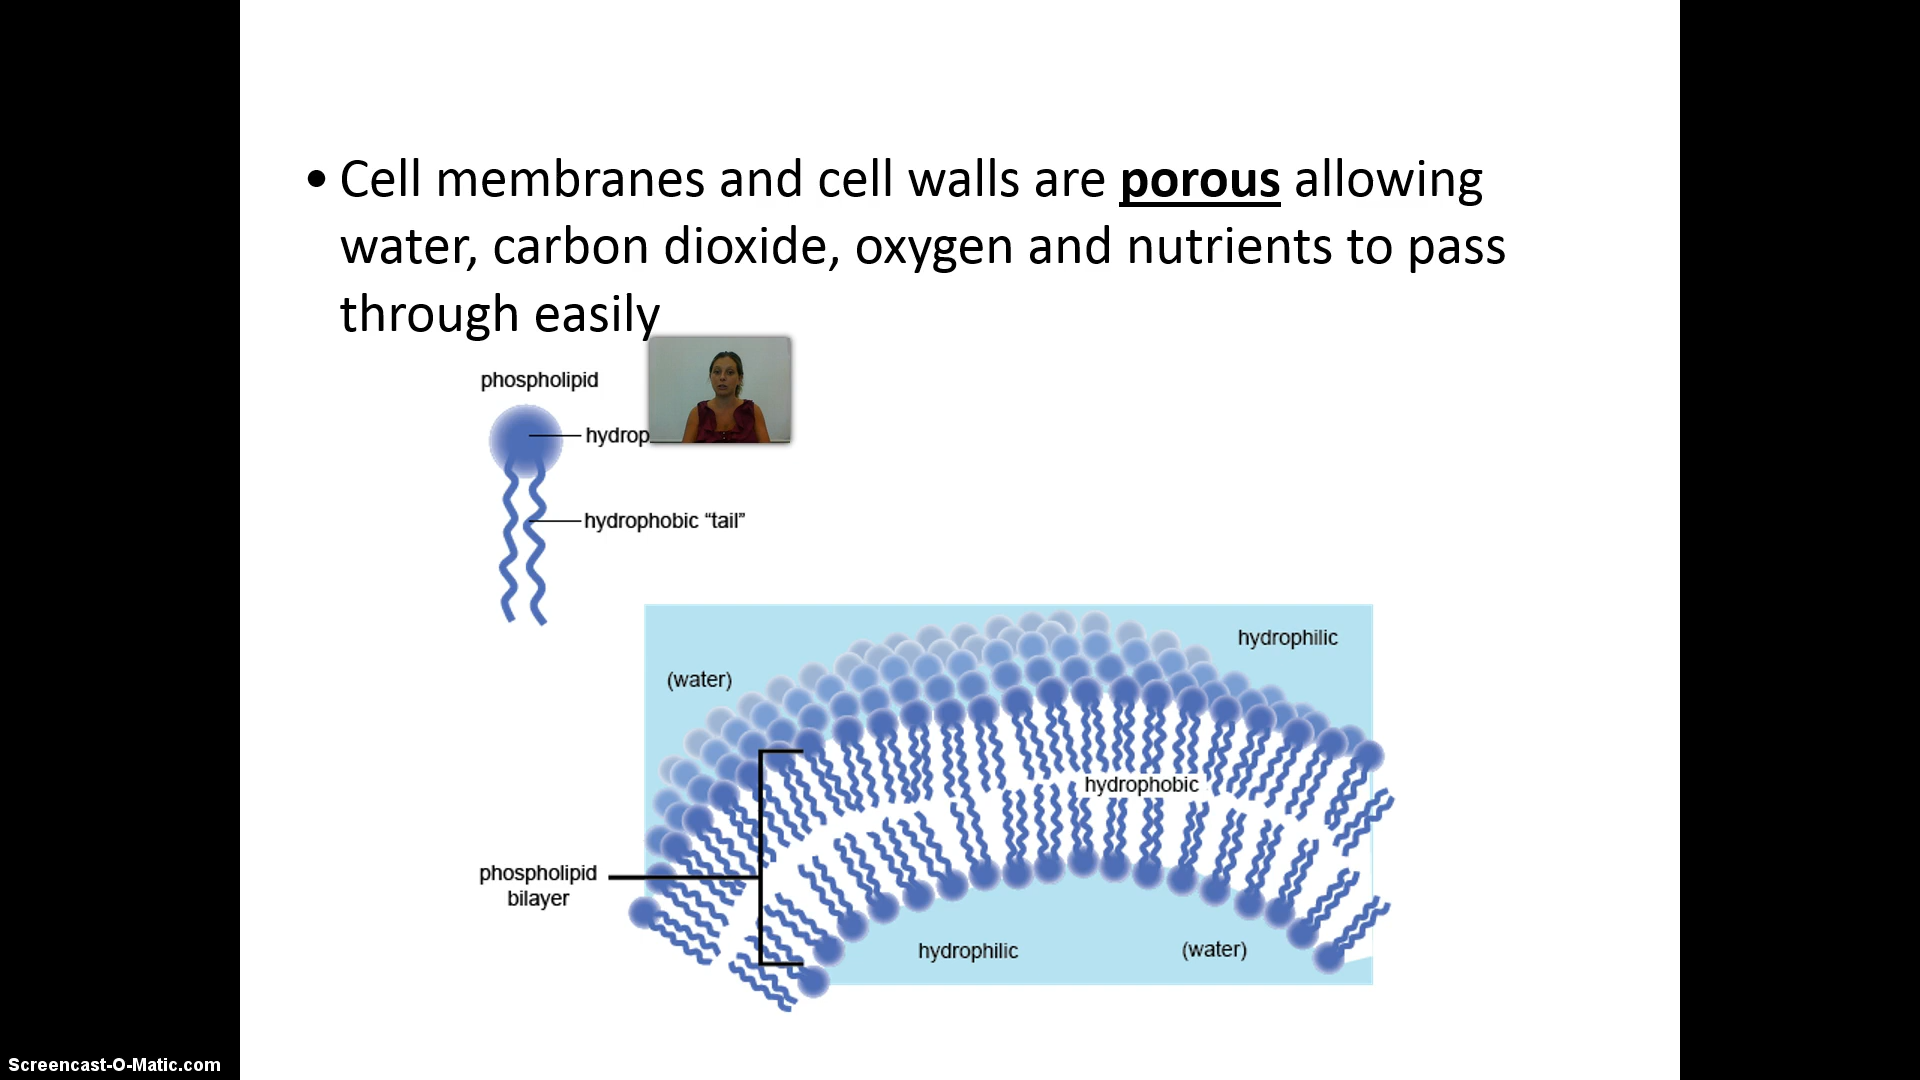 • Cell membranes and cell walls are porous allowing
water, carbon dioxide, oxygen and nutrients to pass
through easily
phospholipid
hydrop
hydrophobic “tail”
hydrophilic
(water)
hydrophobic
phospholipid
bilayer
hydrophilic
(water)
Screencast-O-Matic.com